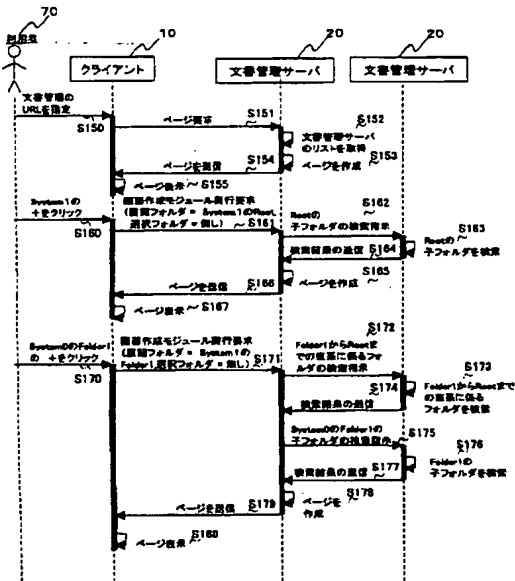 70
利用者
10
20
20
クライアント
文書管理サーバ
文書管理サーバ
文書管理の
URLを指定
S150
ページ要求
S151
S152
文書管理サーバ
のリストを取得
S153
ページを作成
S154
ページを送信
ページ表示
S155
System1の
+をクリック
S160
画面作成モジュール実行要求
(展開フォルダ = System1のRoot,
選択フォルダ = 無し)
S161
S162
Rootの
子フォルダの検索指示
S163
Rootの
子フォルダを検索
検索結果の返信
S164
S165
ページを作成
ページを送信
S166
ページ表示
S167
System0のFolder1
の +をクリック
S170
画面作成モジュール実行要求
(展開フォルダ = System1の
Folder1,選択フォルダ = 無し)
S171
S172
Folder1からRootま
での直系に係るフォ
ルダの検索指示
S173
Folder1からRootまで
の直系に係る
フォルダを検索
S174
検索結果の返信
System0のFolder1の
子フォルダの検索指示
S175
S176
Folder1の
子フォルダを検索
検索結果の返信
S177
S178
ページを
作成
ページを送信
S179
ページ表示
S180